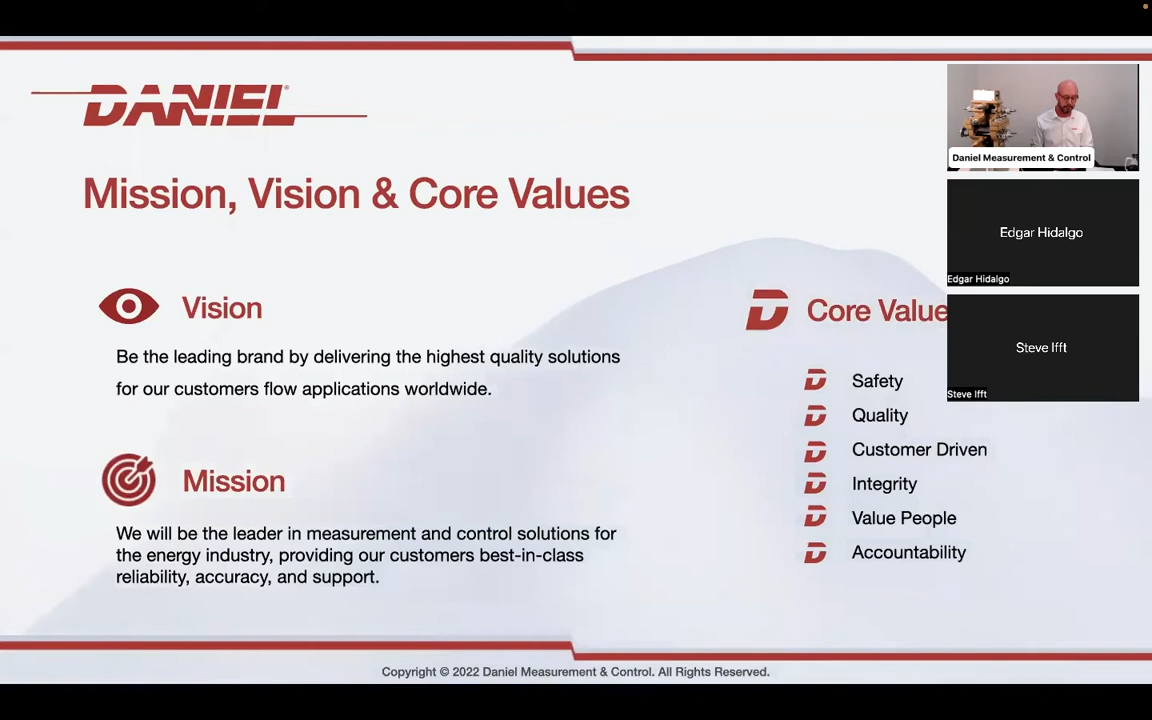 DANIEL®
Mission, Vision & Core Values
Vision
Be the leading brand by delivering the highest quality solutions
for our customers flow applications worldwide.
Mission
We will be the leader in measurement and control solutions for
the energy industry, providing our customers best-in-class
reliability, accuracy, and support.
D Core Value
Safety
Quality
Customer Driven
Integrity
Value People
Accountability
Daniel Measurement & Control
Edgar Hidalgo
Edgar Hidalgo
Steve Ifft
Steve Ifft
Copyright © 2022 Daniel Measurement & Control. All Rights Reserved.